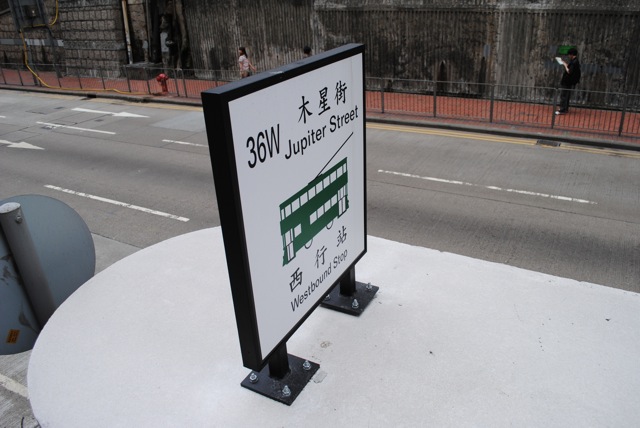 木星街
36W Jupiter Street
西行站
Westbound Stop